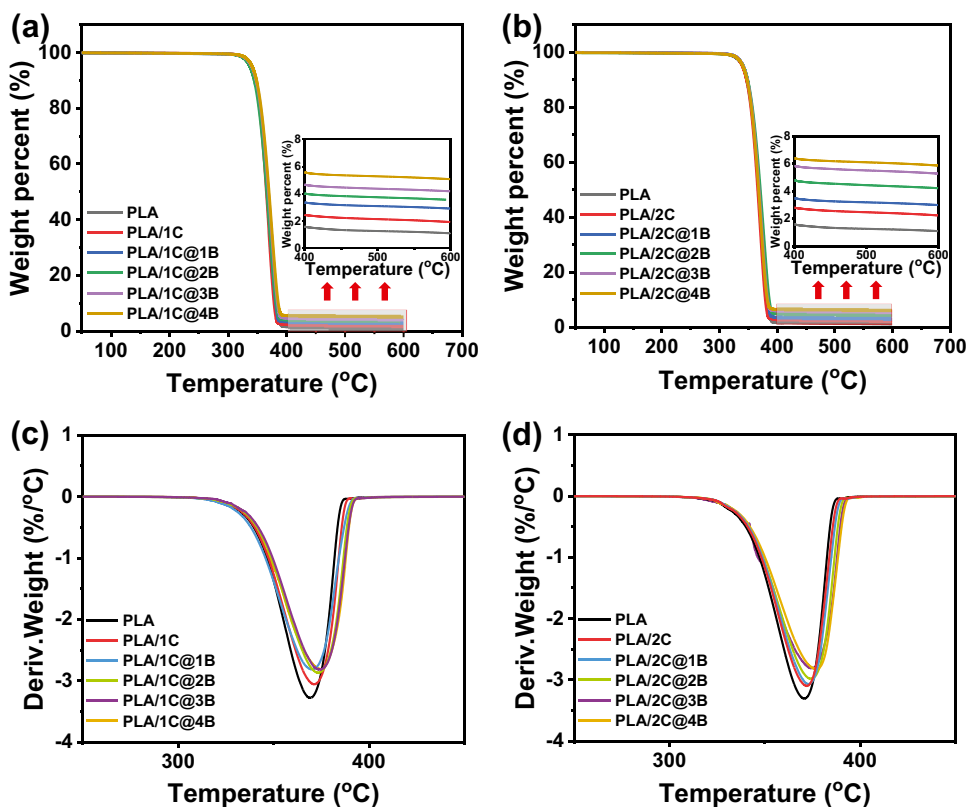 (a)
Weight percent (%)
100
80
60
40
20
0
100
200
300
400
500
600
700
Temperature (°C)
PLA
PLA/1C
PLA/1C@1B
PLA/1C@2B
PLA/1C@3B
PLA/1C@4B
Weight percent (%)
8
6
4
2
0
400
450
500
550
600
Temperature (°C)
(b)
Weight percent (%)
100
80
60
40
20
0
100
200
300
400
500
600
700
Temperature (°C)
PLA
PLA/2C
PLA/2C@1B
PLA/2C@2B
PLA/2C@3B
PLA/2C@4B
Weight percent (%)
8
6
4
2
0
400
450
500
550
600
Temperature (°C)
(c)
Deriv.Weight (%/°C)
1
0
-1
-2
-3
-4
300
400
Temperature (°C)
PLA
PLA/1C
PLA/1C@1B
PLA/1C@2B
PLA/1C@3B
PLA/1C@4B
(d)
Deriv.Weight (%/°C)
1
0
-1
-2
-3
-4
300
400
Temperature (°C)
PLA
PLA/2C
PLA/2C@1B
PLA/2C@2B
PLA/2C@3B
PLA/2C@4B